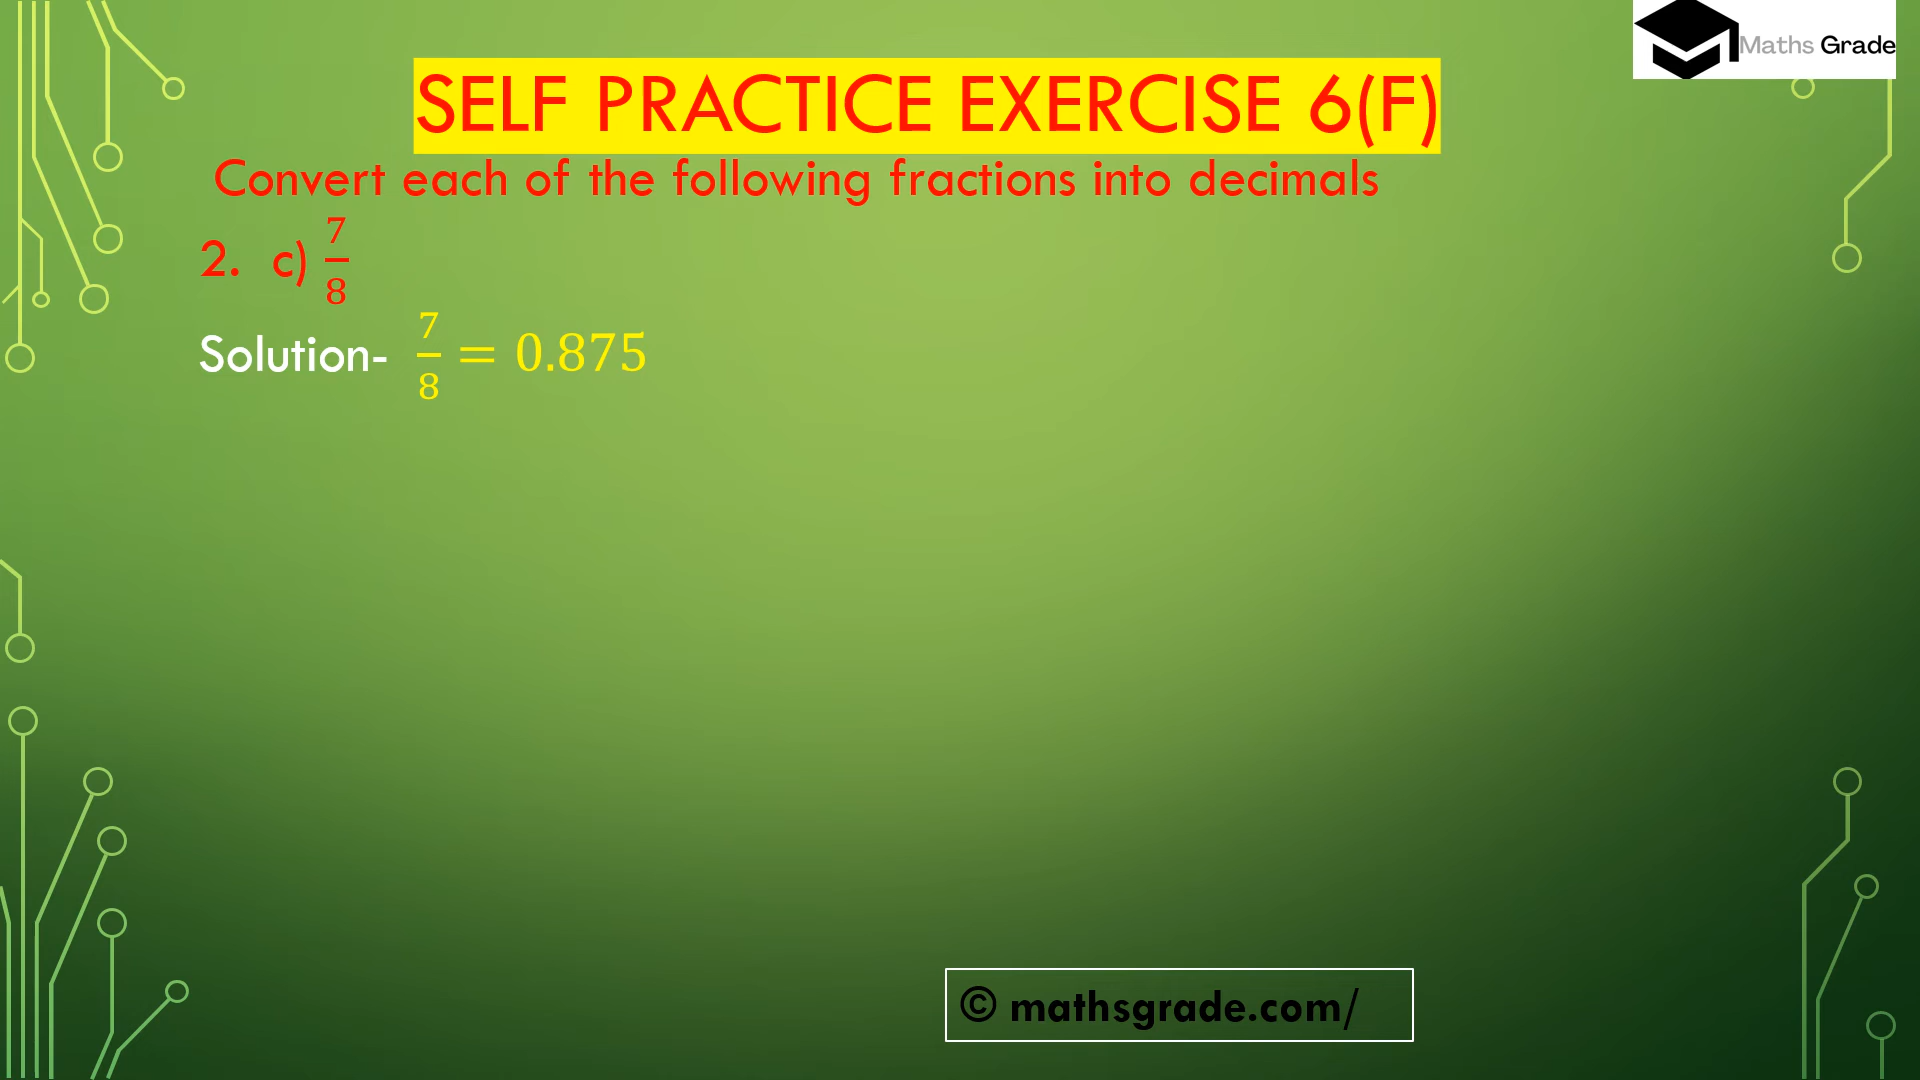 Maths Grade
SELF PRACTICE EXERCISE 6(F)
Convert each of the following fractions into decimals
2. c) 7/8
Solution- 7/8 = 0.875
© mathsgrade.com/